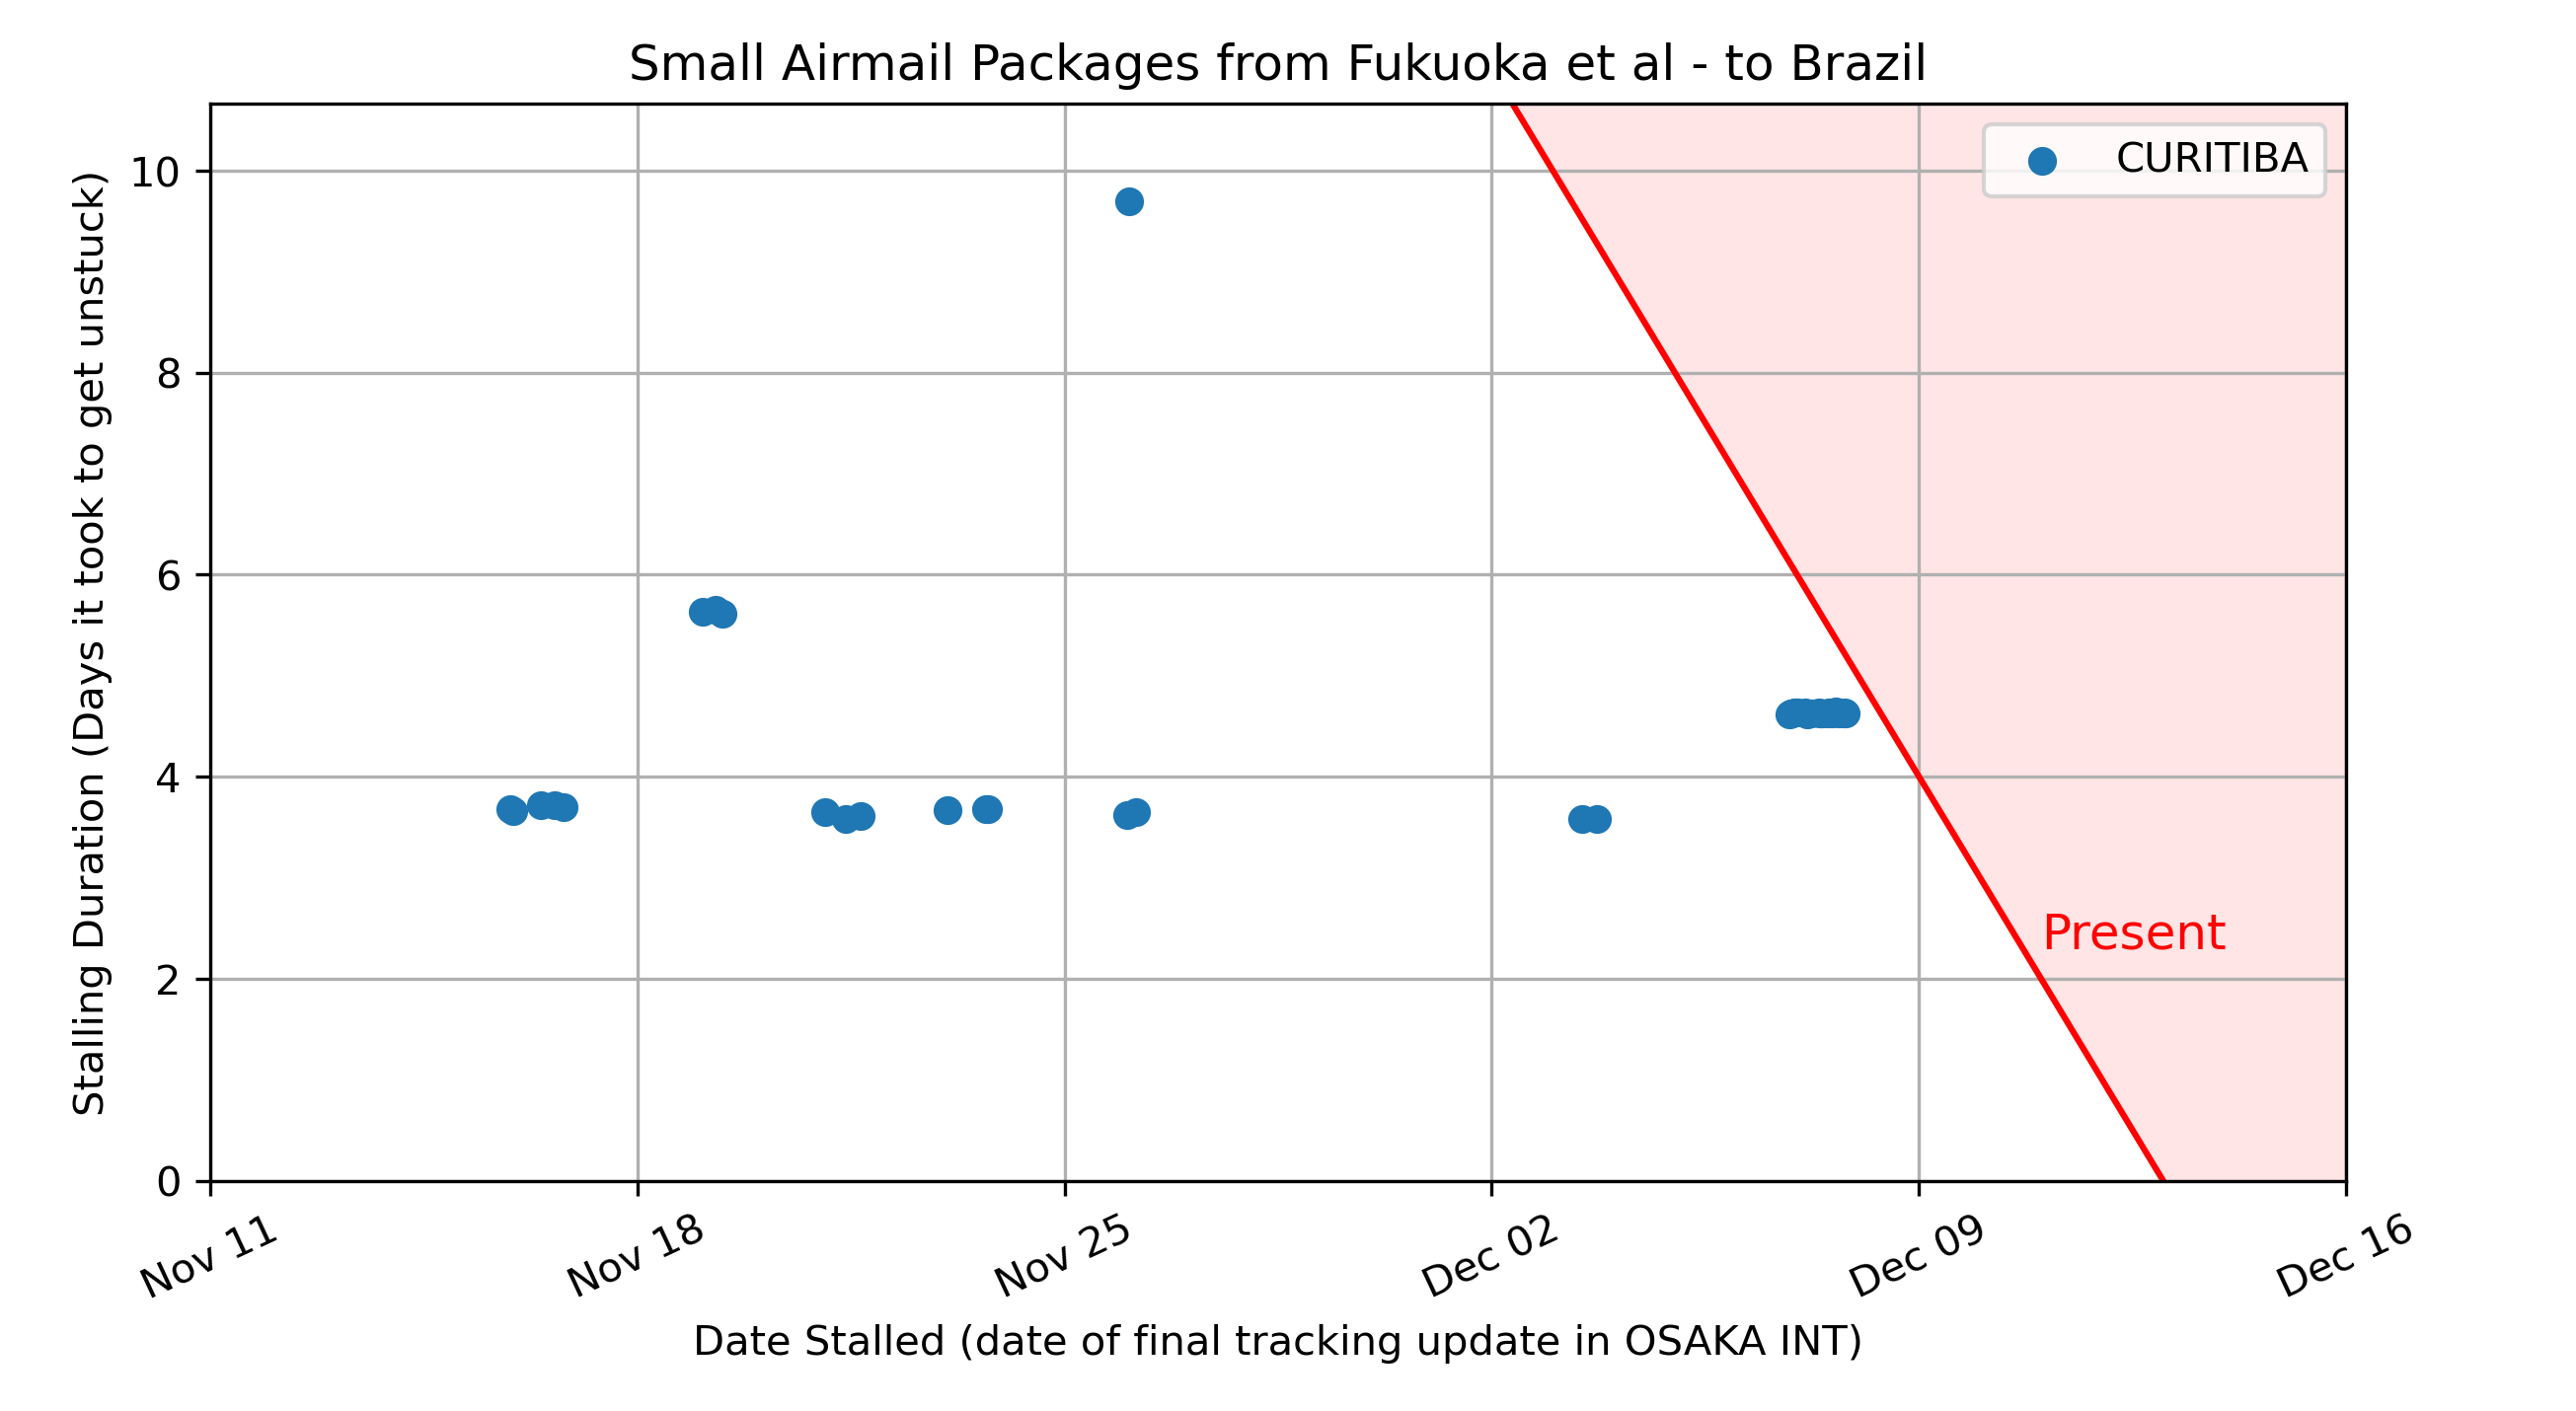 Small Airmail Packages from Fukuoka et al - to Brazil
CURITIBA
10
8
6
4
2
0
Stalling Duration (Days it took to get unstuck)
Present
Nov 11
Nov 18
Nov 25
Dec 02
Dec 09
Dec 16
Date Stalled (date of final tracking update in OSAKA INT)